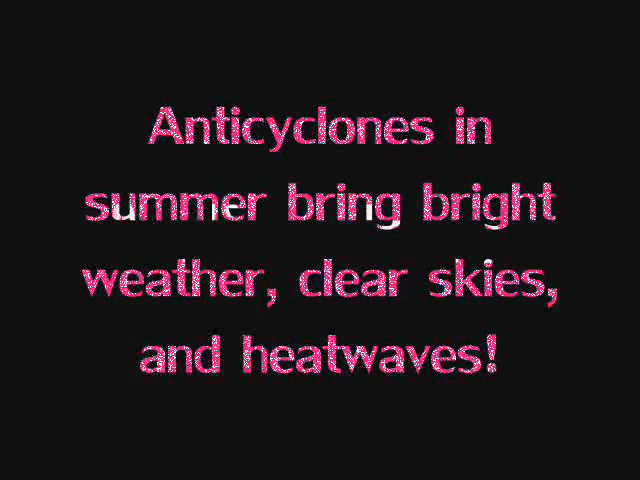 Anticyclones in
summer bring bright
weather, clear skies,
and heatwaves!